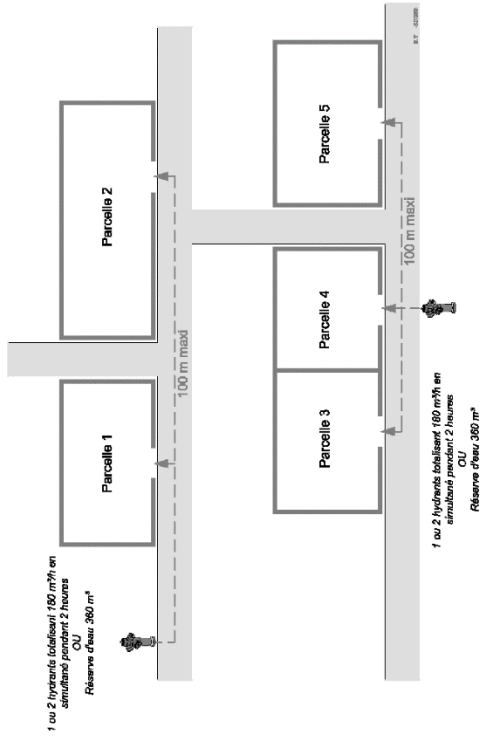 Parcelle 1
Parcelle 2
100 m maxi
1 ou 2 hydrants totalisant 180 m³/h en
simultané pendant 2 heures
OU
Réserve d'eau 360 m³
Parcelle 3
Parcelle 4
Parcelle 5
100 m maxi
1 ou 2 hydrants totalisant 180 m³/h en
simultané pendant 2 heures
OU
Réserve d'eau 360 m³